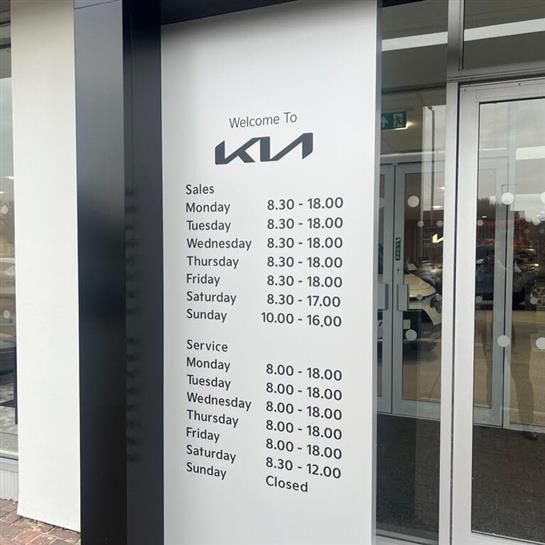 Welcome To
KIA
Sales
Monday 8.30 - 18.00
Tuesday 8.30 - 18.00
Wednesday 8.30 - 18.00
Thursday 8.30 - 18.00
Friday 8.30 - 18.00
Saturday 8.30 - 17.00
Sunday 10.00 - 16,00
Service
Monday 8.00 - 18.00
Tuesday 8.00 - 18.00
Wednesday 8.00 - 18.00
Thursday 8.00 - 18.00
Friday 8.00 - 18.00
Saturday 8.30 - 12.00
Sunday Closed